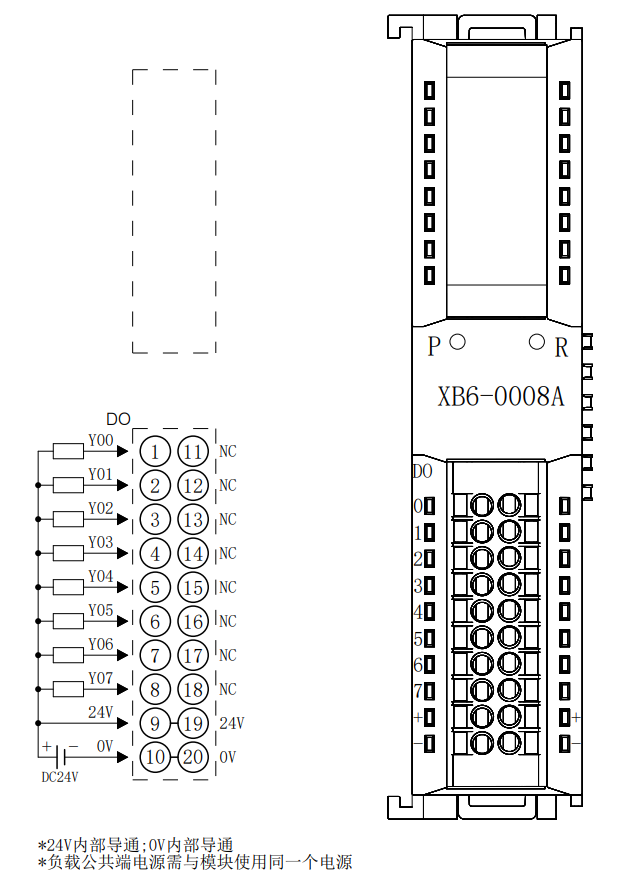 P R
XB6-0008A
DO
Y00 1 11 NC
Y01 2 12 NC
Y02 3 13 NC
Y03 4 14 NC
Y04 5 15 NC
Y05 6 16 NC
Y06 7 17 NC
Y07 8 18 NC
24V 9 19 24V
+ - 0V 10 20 0V
DC24V
DO
0
1
2
3
4
5
6
7
+ +
- -
*24V内部导通;0V内部导通
*负载公共端电源需与模块使用同一个电源